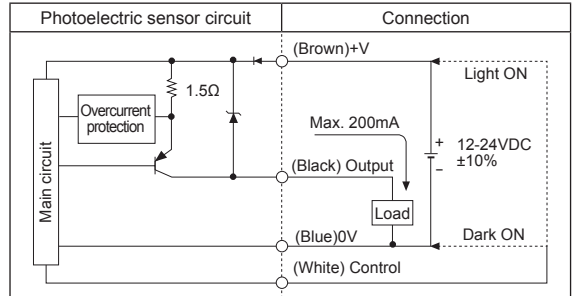 Photoelectric sensor circuit
Connection
(Brown)+V
Light ON
1.5Ω
Overcurrent
protection
Max. 200mA
+
12-24VDC
±10%
-
(Black) Output
Main circuit
Load
(Blue)0V
Dark ON
(White) Control